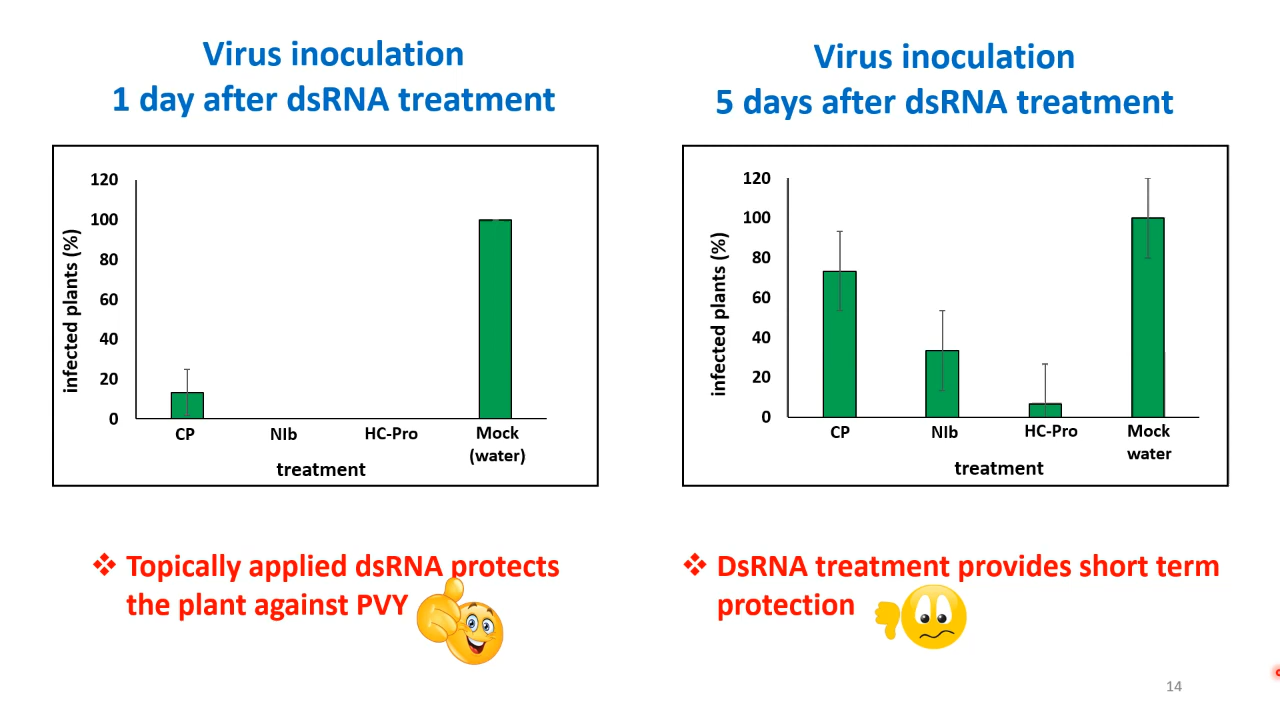 Virus inoculation
1 day after dsRNA treatment
120
100
80
60
40
20
0
infected plants (%)
CP
NIb
HC-Pro
Mock
(water)
treatment
❖ Topically applied dsRNA protects
the plant against PVY
Virus inoculation
5 days after dsRNA treatment
120
100
80
60
40
20
0
infected plants (%)
CP
NIb
HC-Pro
Mock
water
treatment
❖ DsRNA treatment provides short term
protection
14